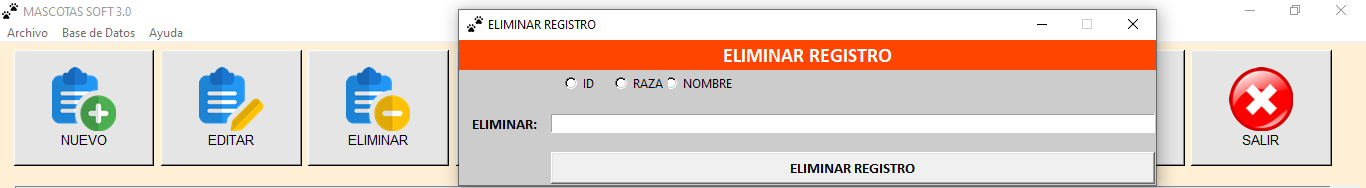 MASCOTAS SOFT 3.0
Archivo Base de Datos Ayuda
NUEVO
EDITAR
ELIMINAR
ELIMINAR REGISTRO
ELIMINAR REGISTRO
ID RAZA NOMBRE
ELIMINAR:
ELIMINAR REGISTRO
SALIR